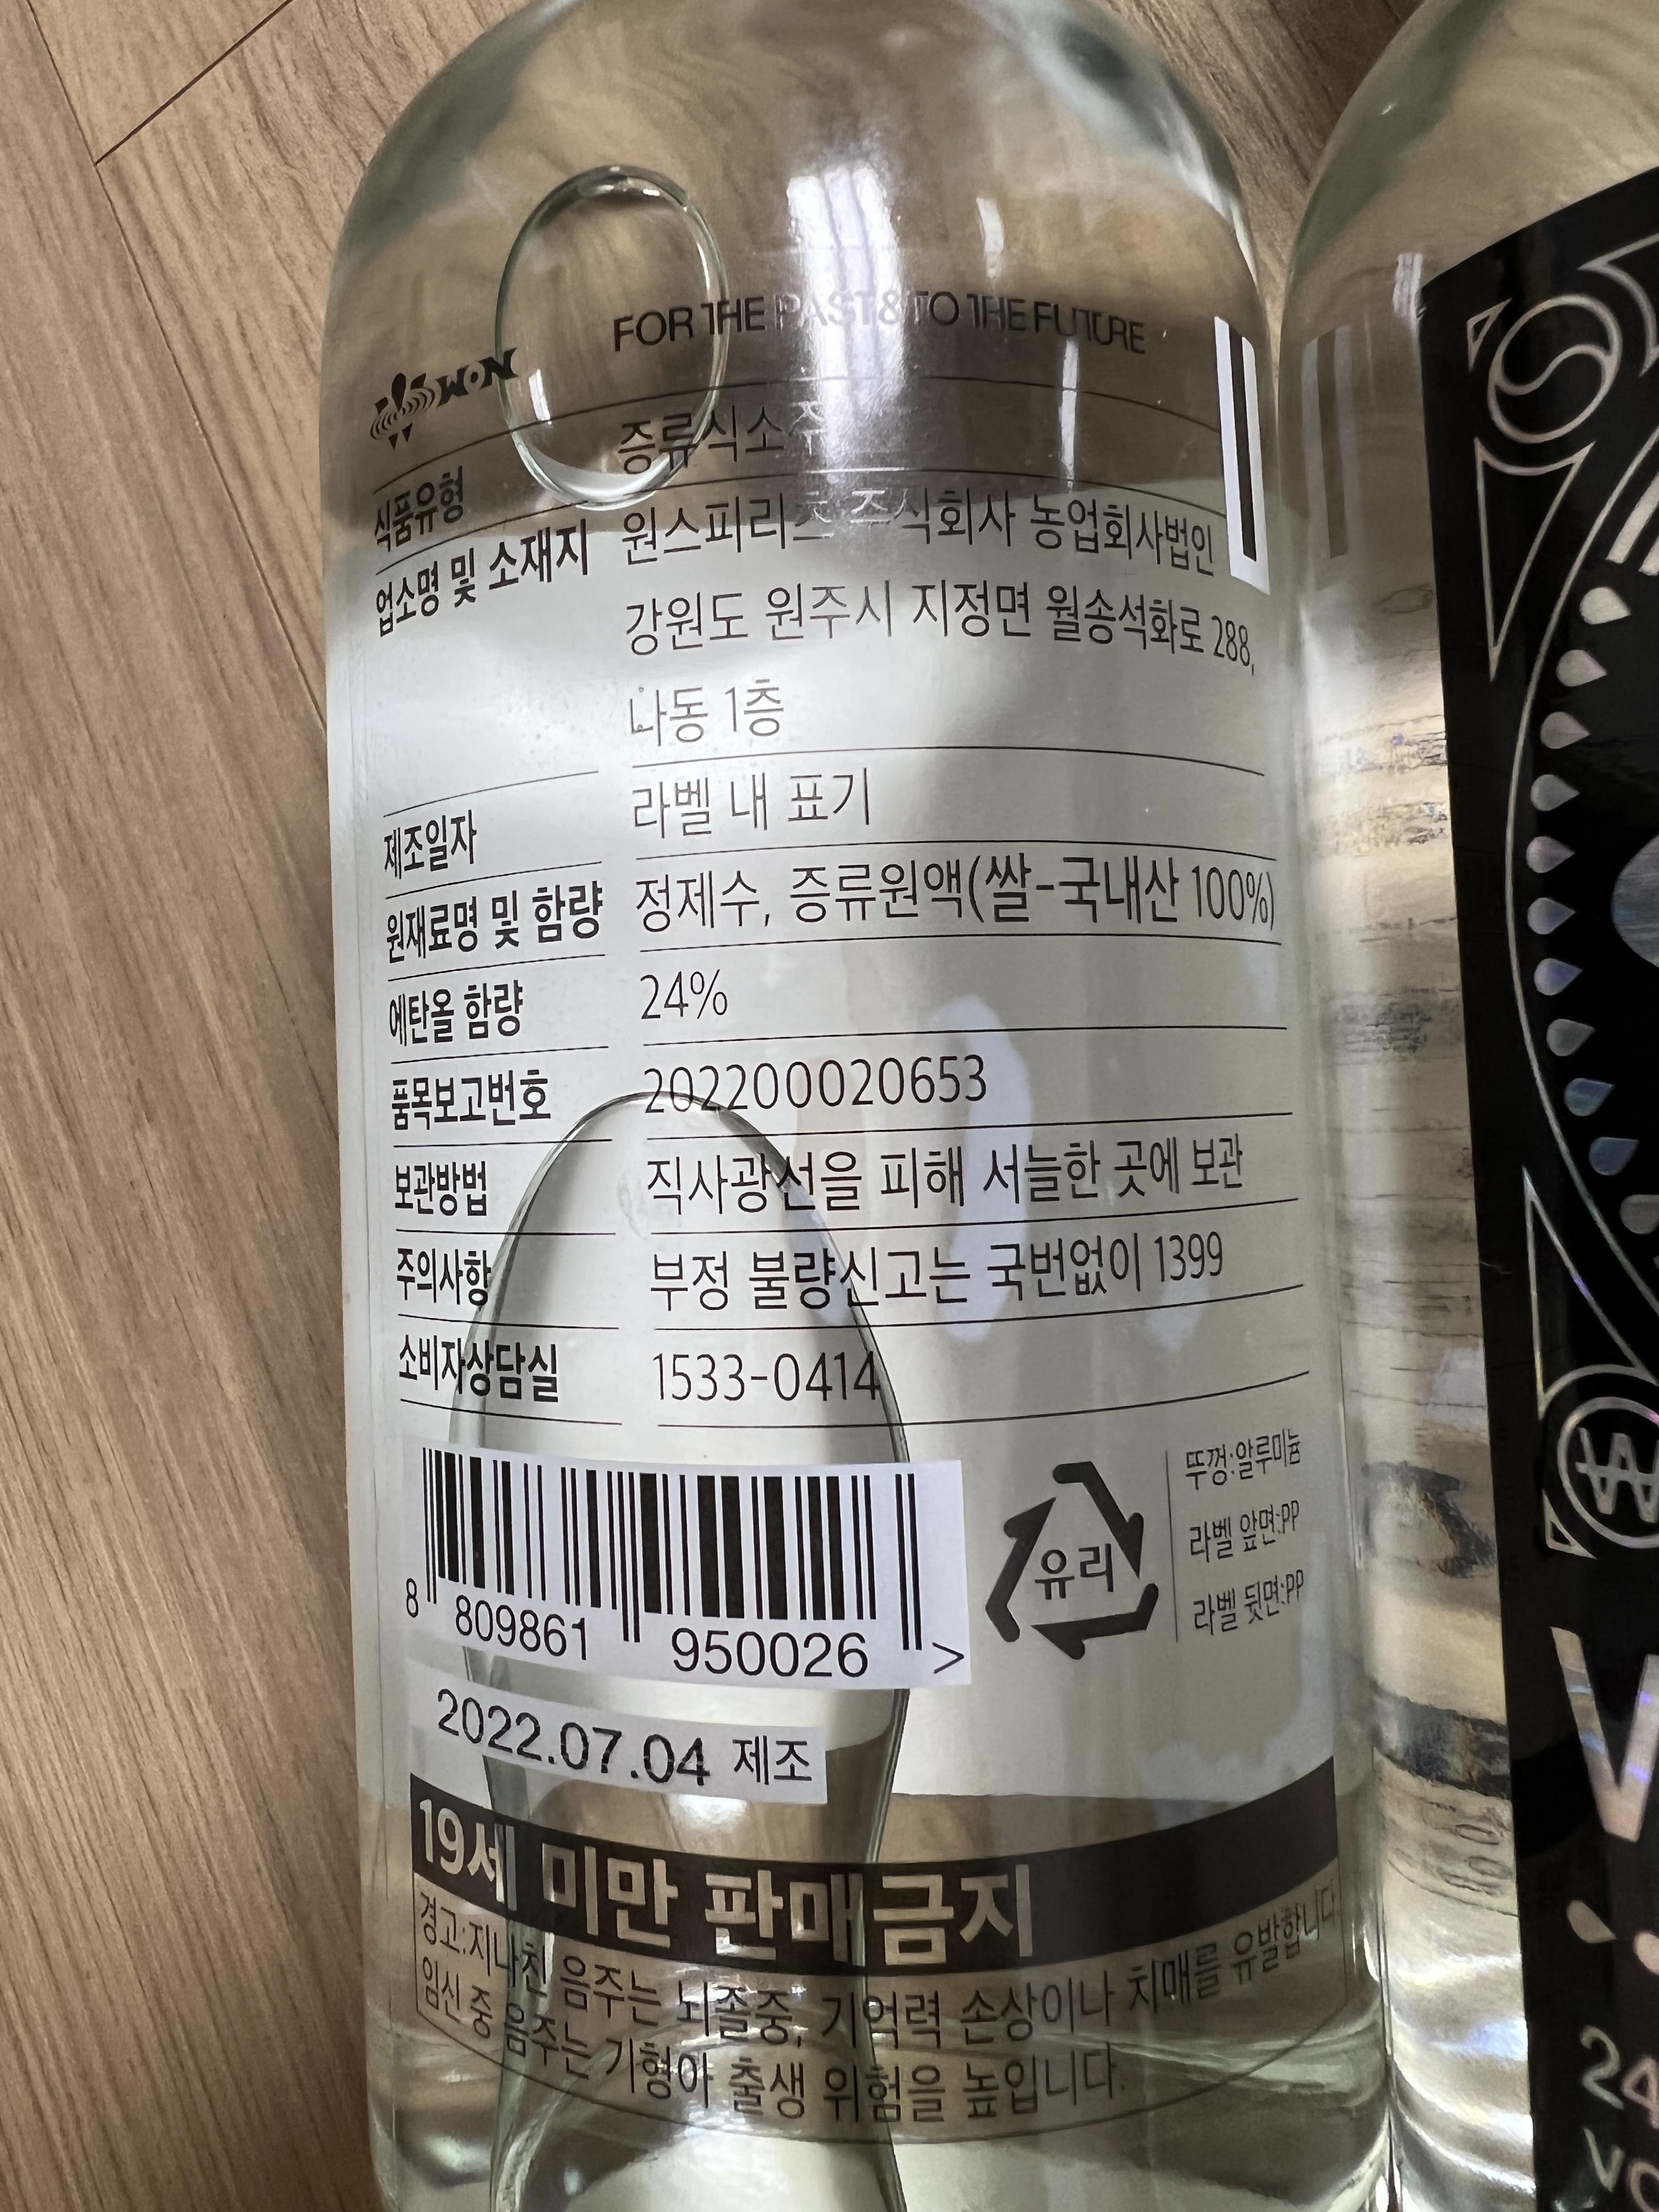 FOR THE PAST & TO THE FUTURE
WON
식품유형 증류식소주
업소명 및 소재지 원스피리츠 주식회사 농업회사법인
강원도 원주시 지정면 월송석화로 288,
나동 1층
제조일자 라벨 내 표기
원재료명 및 함량 정제수, 증류원액(쌀-국내산 100%)
에탄올 함량 24%
품목보고번호 202200020653
보관방법 직사광선을 피해 서늘한 곳에 보관
주의사항 부정 불량신고는 국번없이 1399
소비자상담실 1533-0414
8 809861 950026 >
유리
뚜껑:알루미늄
라벨 앞면:PP
라벨 뒷면:PP
2022.07.04 제조
19세 미만 판매금지
경고:지나친 음주는 뇌졸중, 기억력 손상이나 치매를 유발합니다
임신 중 음주는 기형아 출생 위험을 높입니다.
₩
W
24